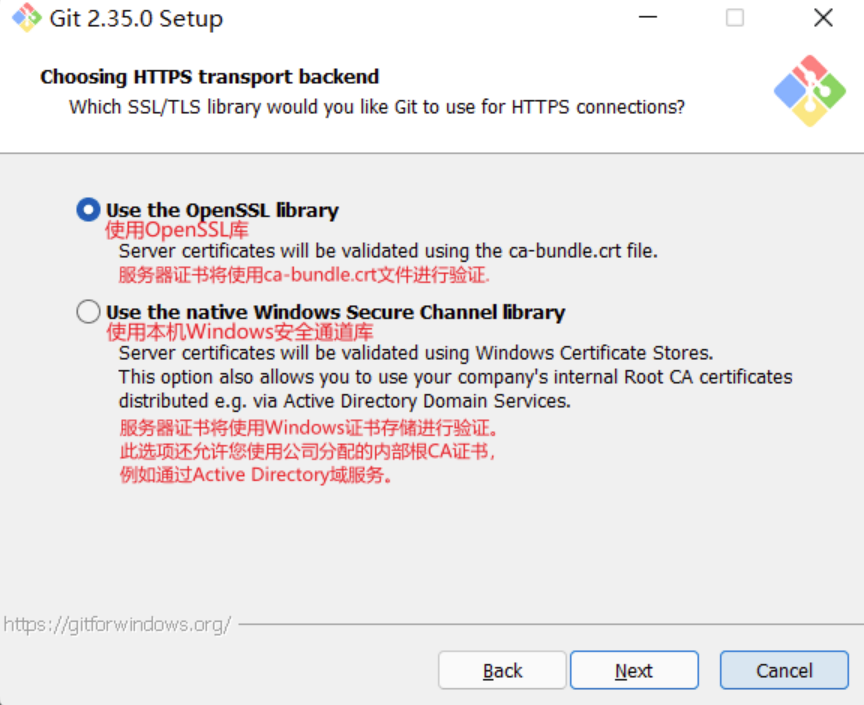 Git 2.35.0 Setup
Choosing HTTPS transport backend
Which SSL/TLS library would you like Git to use for HTTPS connections?
Use the OpenSSL library
使用OpenSSL库
Server certificates will be validated using the ca-bundle.crt file.
服务器证书将使用ca-bundle.crt文件进行验证.
Use the native Windows Secure Channel library
使用本机Windows安全通道库
Server certificates will be validated using Windows Certificate Stores.
This option also allows you to use your company's internal Root CA certificates
distributed e.g. via Active Directory Domain Services.
服务器证书将使用Windows证书存储进行验证。
此选项还允许您使用公司分配的内部根CA证书，
例如通过Active Directory域服务。
https://gitforwindows.org/
Back
Next
Cancel